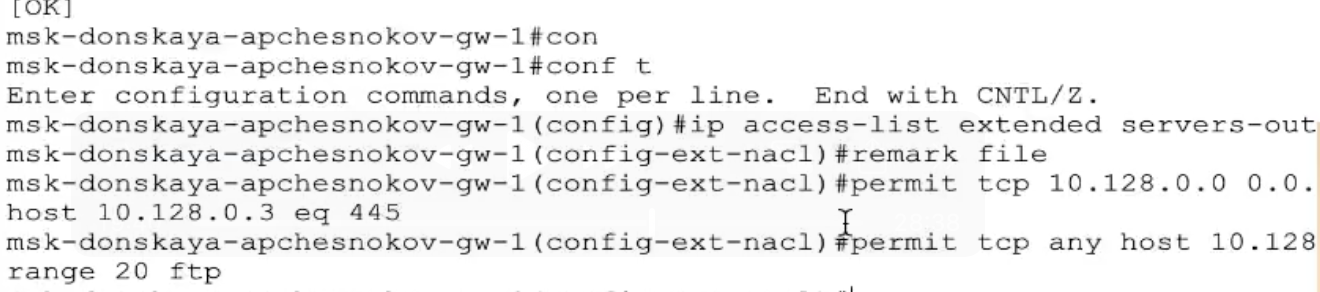 [OK]
msk-donskaya-apchesnokov-gw-1#con
msk-donskaya-apchesnokov-gw-1#conf t
Enter configuration commands, one per line.  End with CNTL/Z.
msk-donskaya-apchesnokov-gw-1(config)#ip access-list extended servers-out
msk-donskaya-apchesnokov-gw-1(config-ext-nacl)#remark file
msk-donskaya-apchesnokov-gw-1(config-ext-nacl)#permit tcp 10.128.0.0 0.0.
host 10.128.0.3 eq 445
msk-donskaya-apchesnokov-gw-1(config-ext-nacl)#permit tcp any host 10.128
range 20 ftp